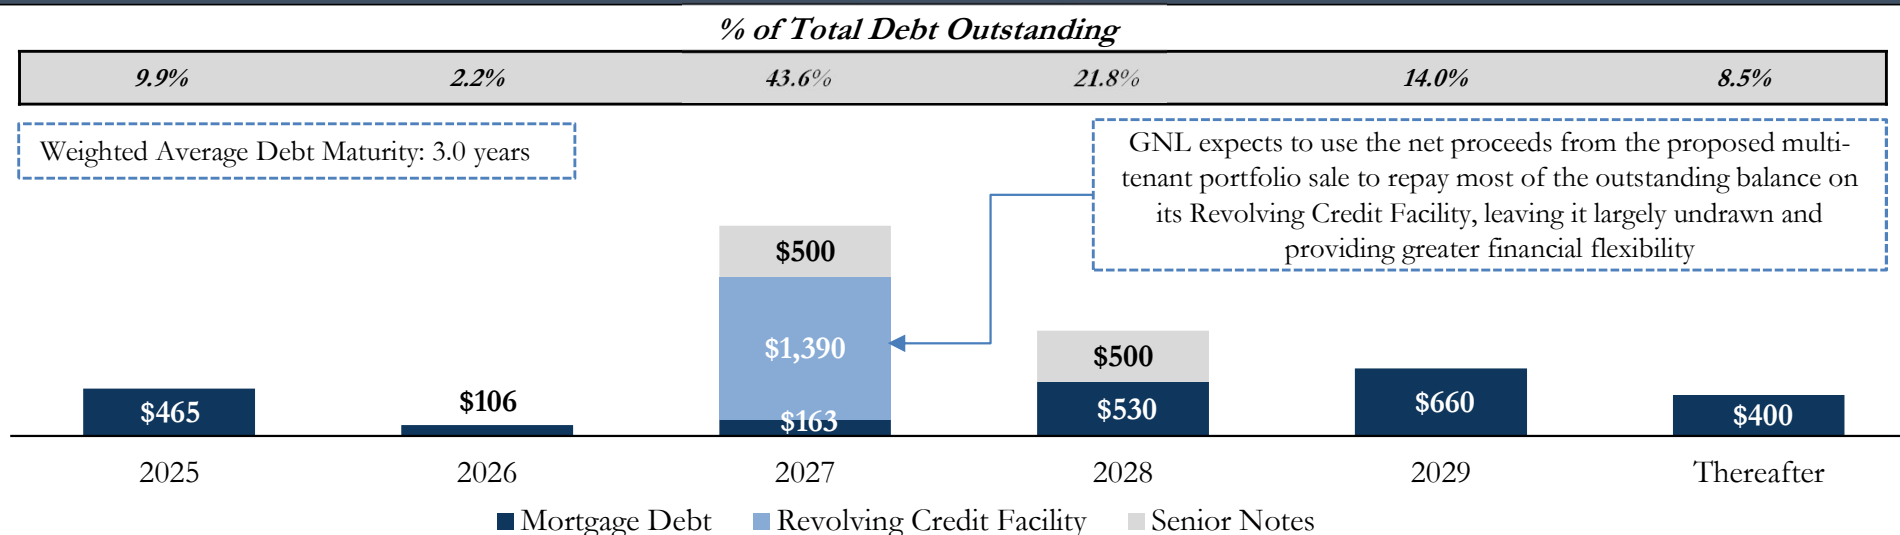 % of Total Debt Outstanding
9.9% 2.2% 43.6% 21.8% 14.0% 8.5%
Weighted Average Debt Maturity: 3.0 years
GNL expects to use the net proceeds from the proposed multi-
tenant portfolio sale to repay most of the outstanding balance on
its Revolving Credit Facility, leaving it largely undrawn and
providing greater financial flexibility
$500
$1,390
$163
$500
$530
$465
$106
$660
$400
2025 2026 2027 2028 2029 Thereafter
Mortgage Debt Revolving Credit Facility Senior Notes